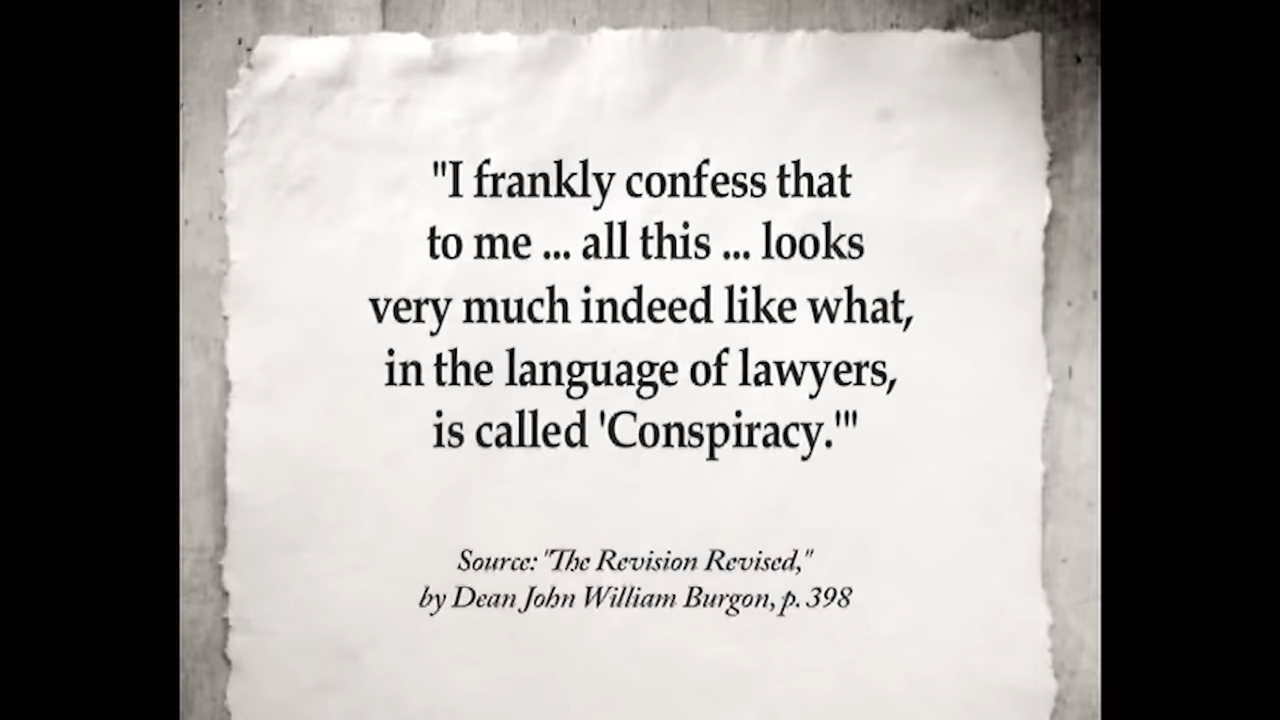 "I frankly confess that
to me ... all this ... looks
very much indeed like what,
in the language of lawyers,
is called 'Conspiracy.'"
Source: "The Revision Revised,"
by Dean John William Burgon, p. 398